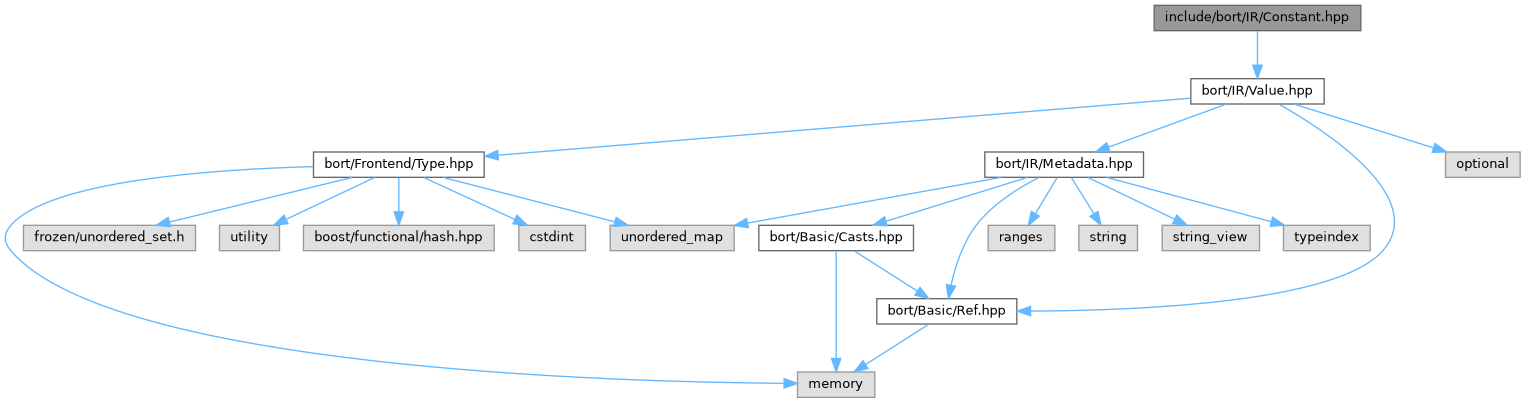 include/bort/IR/Constant.hpp
bort/IR/Value.hpp
bort/Frontend/Type.hpp
bort/IR/Metadata.hpp
optional
frozen/unordered_set.h
utility
boost/functional/hash.hpp
cstdint
unordered_map
bort/Basic/Casts.hpp
ranges
string
string_view
typeindex
bort/Basic/Ref.hpp
memory